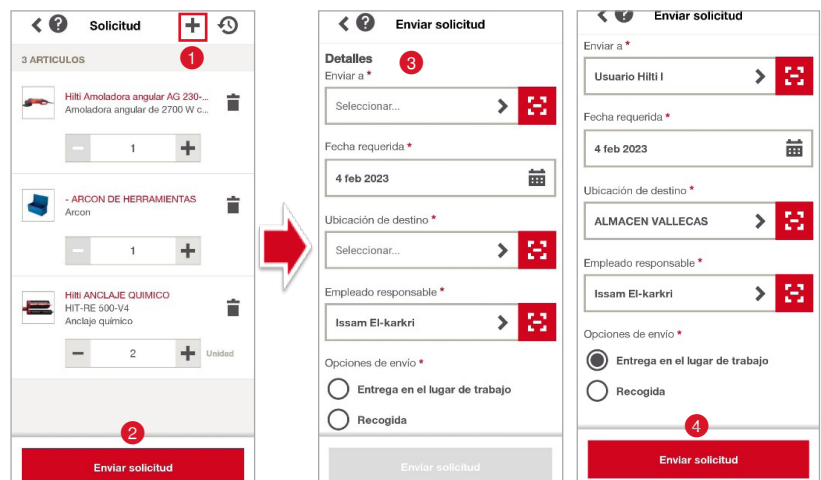 Solicitud
1
3 ARTICULOS
Hilti Amoladora angular AG 230-...
Amoladora angular de 2700 W c...
1
- ARCON DE HERRAMIENTAS
Arcon
1
Hilti ANCLAJE QUIMICO
HIT-RE 500-V4
Anclaje químico
2
Unidad
2
Enviar solicitud
Enviar solicitud
Detalles
3
Enviar a *
Seleccionar...
Fecha requerida *
4 feb 2023
Ubicación de destino *
Seleccionar...
Empleado responsable *
Issam El-karkri
Opciones de envío *
Entrega en el lugar de trabajo
Recogida
Enviar solicitud
Enviar solicitud
Enviar a *
Usuario Hilti I
Fecha requerida *
4 feb 2023
Ubicación de destino *
ALMACEN VALLECAS
Empleado responsable *
Issam El-karkri
Opciones de envío *
Entrega en el lugar de trabajo
Recogida
4
Enviar solicitud